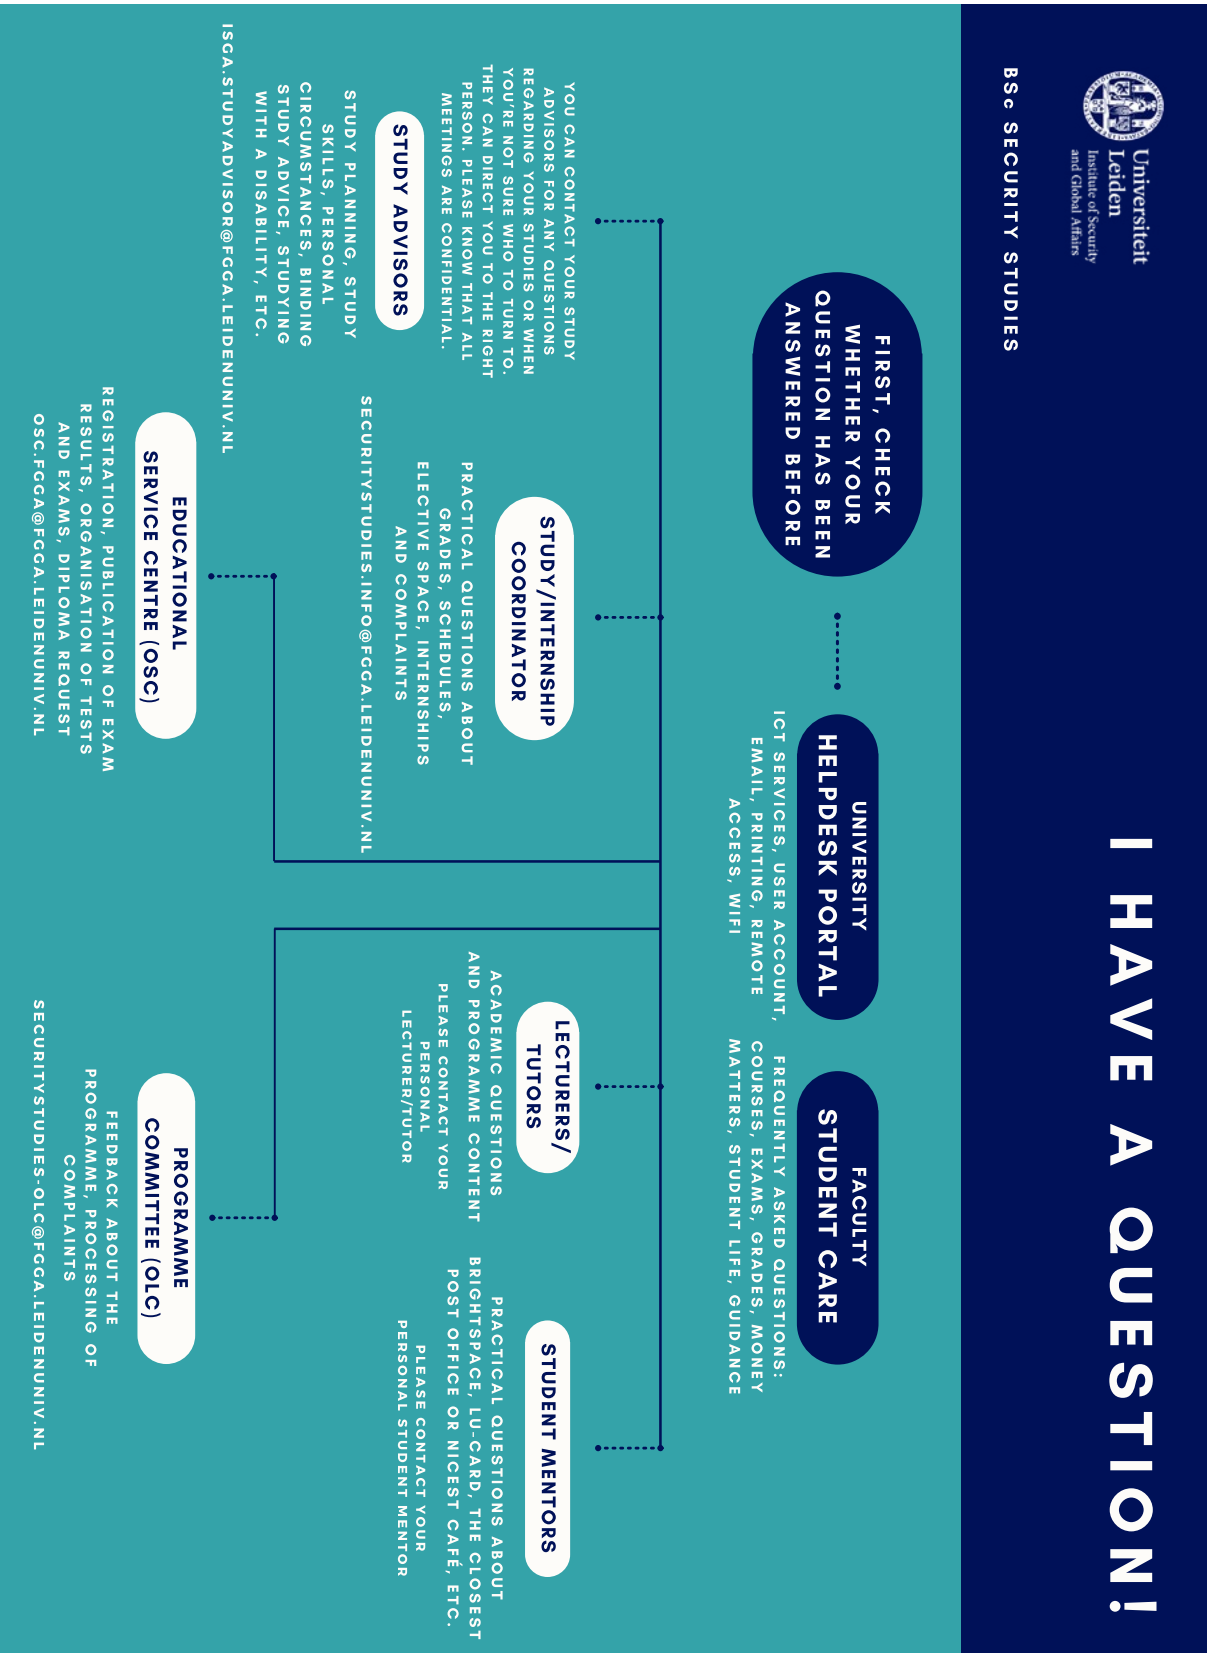 Universiteit
Leiden
Institute of Security
and Global Affairs
BSc SECURITY STUDIES
I HAVE A QUESTION!
FIRST, CHECK
WHETHER YOUR
QUESTION HAS BEEN
ANSWERED BEFORE
UNIVERSITY
HELPDESK PORTAL
ICT SERVICES, USER ACCOUNT,
EMAIL, PRINTING, REMOTE
ACCESS, WIFI
FACULTY
STUDENT CARE
FREQUENTLY ASKED QUESTIONS:
COURSES, EXAMS, GRADES, MONEY
MATTERS, STUDENT LIFE, GUIDANCE
YOU CAN CONTACT YOUR STUDY
ADVISORS FOR ANY QUESTIONS
REGARDING YOUR STUDIES OR WHEN
YOU'RE NOT SURE WHO TO TURN TO.
THEY CAN DIRECT YOU TO THE RIGHT
PERSON. PLEASE KNOW THAT ALL
MEETINGS ARE CONFIDENTIAL.
STUDY ADVISORS
STUDY PLANNING, STUDY
SKILLS, PERSONAL
CIRCUMSTANCES, BINDING
STUDY ADVICE, STUDYING
WITH A DISABILITY, ETC.
ISGA.STUDYADVISOR@FGGA.LEIDENUNIV.NL
STUDY/INTERNSHIP
COORDINATOR
PRACTICAL QUESTIONS ABOUT
GRADES, SCHEDULES,
ELECTIVE SPACE, INTERNSHIPS
AND COMPLAINTS
SECURITYSTUDIES.INFO@FGGA.LEIDENUNIV.NL
LECTURERS/
TUTORS
ACADEMIC QUESTIONS
AND PROGRAMME CONTENT
PLEASE CONTACT YOUR
PERSONAL
LECTURER/TUTOR
STUDENT MENTORS
PRACTICAL QUESTIONS ABOUT
BRIGHTSPACE, LU-CARD, THE CLOSEST
POST OFFICE OR NICEST CAFÉ, ETC.
PLEASE CONTACT YOUR
PERSONAL STUDENT MENTOR
EDUCATIONAL
SERVICE CENTRE (OSC)
REGISTRATION, PUBLICATION OF EXAM
RESULTS, ORGANISATION OF TESTS
AND EXAMS, DIPLOMA REQUEST
OSC.FGGA@FGGA.LEIDENUNIV.NL
PROGRAMME
COMMITTEE (OLC)
FEEDBACK ABOUT THE
PROGRAMME, PROCESSING OF
COMPLAINTS
SECURITYSTUDIES-OLC@FGGA.LEIDENUNIV.NL